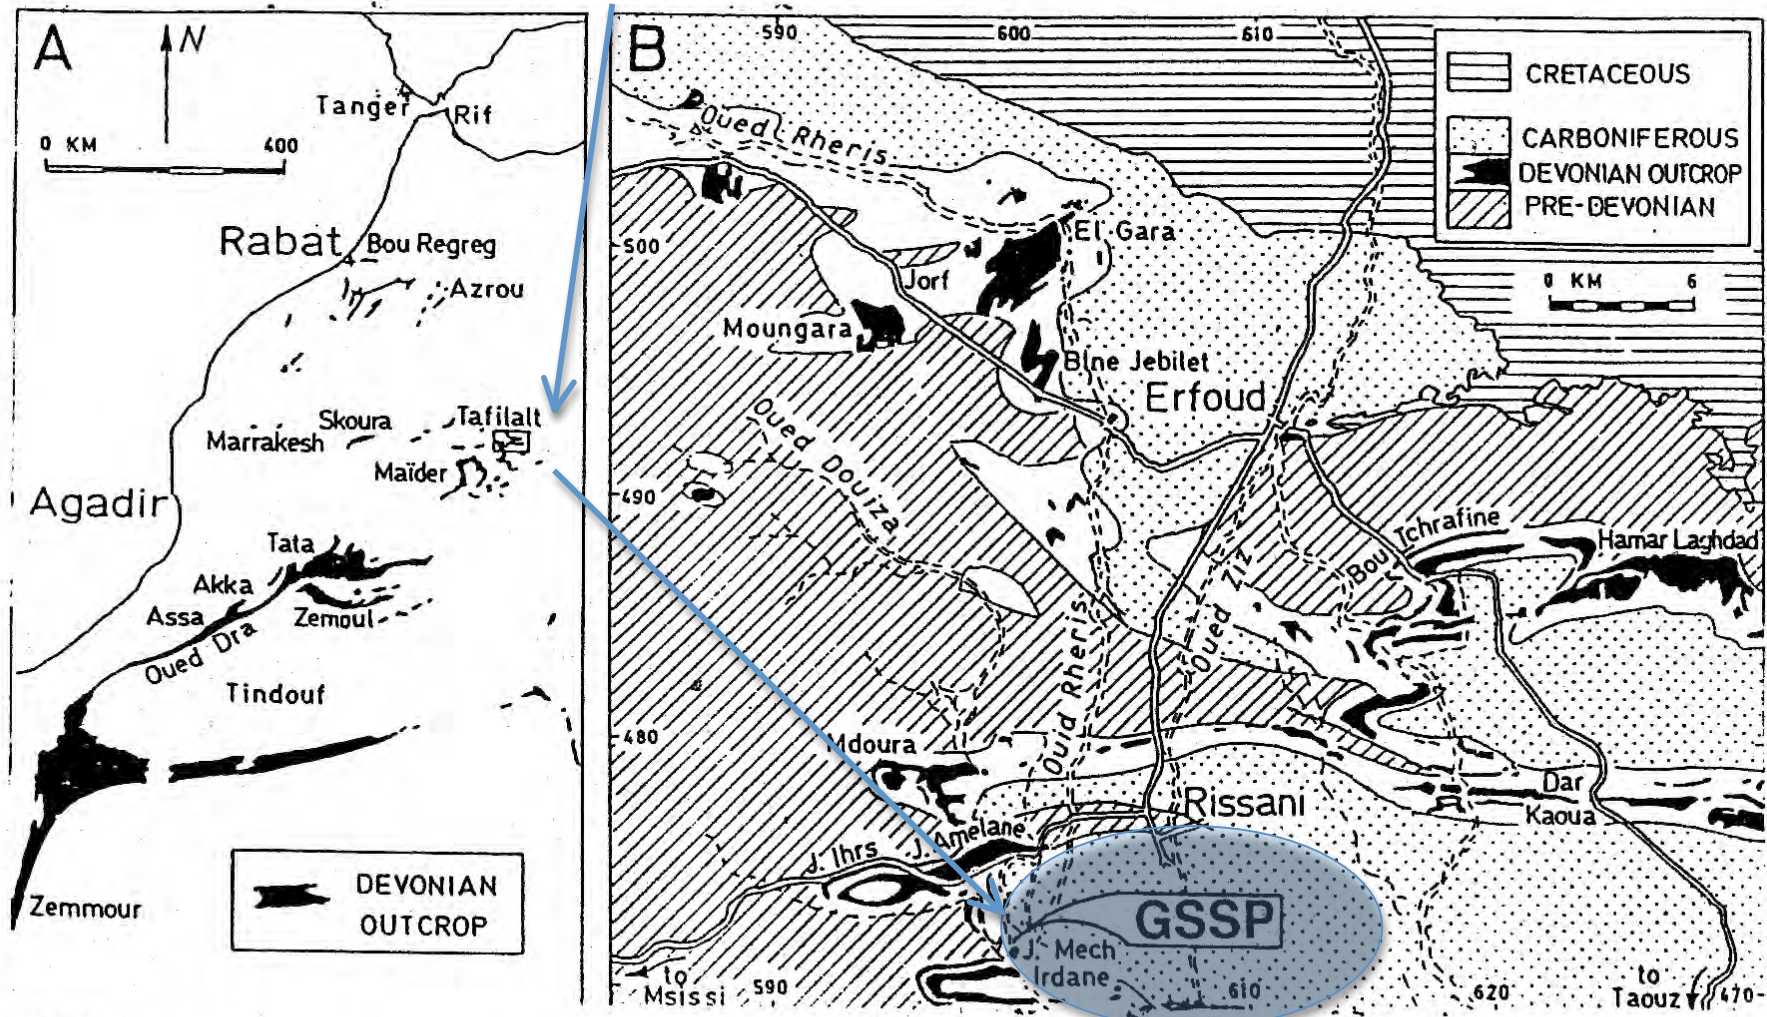 A
N
Tanger
Rif
0 KM 400
Rabat
Bou Regreg
Azrou
Skoura
Tafilalt
Marrakesh
Maïder
Agadir
Tata
Akka
Assa
Zemoul
Oued Dra
Tindouf
Zemmour
DEVONIAN
OUTCROP
B
590
600
610
CRETACEOUS
CARBONIFEROUS
DEVONIAN OUTCROP
PRE-DEVONIAN
0 KM 6
Oued Rheris
500
El Gara
Jorf
Moungara
Bine Jebilet
Erfoud
Oued Douiza
490
Bou Tchrafine
Hamar Laghdad
Oued Ziz
Ouid Rheris
480
Mdoura
Rissani
Dar
Kaoua
J. Amelane
J. Ihrs
GSSP
J. Mech
Irdane
to
Msissi
590
610
620
to
Taouz
470